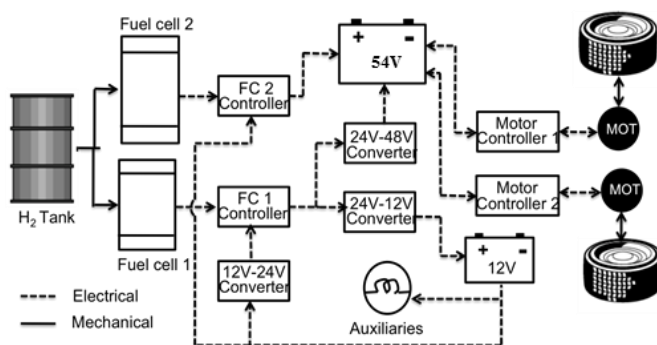 Fuel cell 2
+ -
54V
FC 2
Controller
Motor
Controller 1
MOT
24V-48V
Converter
H2 Tank
FC 1
Controller
24V-12V
Converter
Motor
Controller 2
MOT
Fuel cell 1
12V-24V
Converter
+ -
12V
Electrical
Mechanical
Auxiliaries